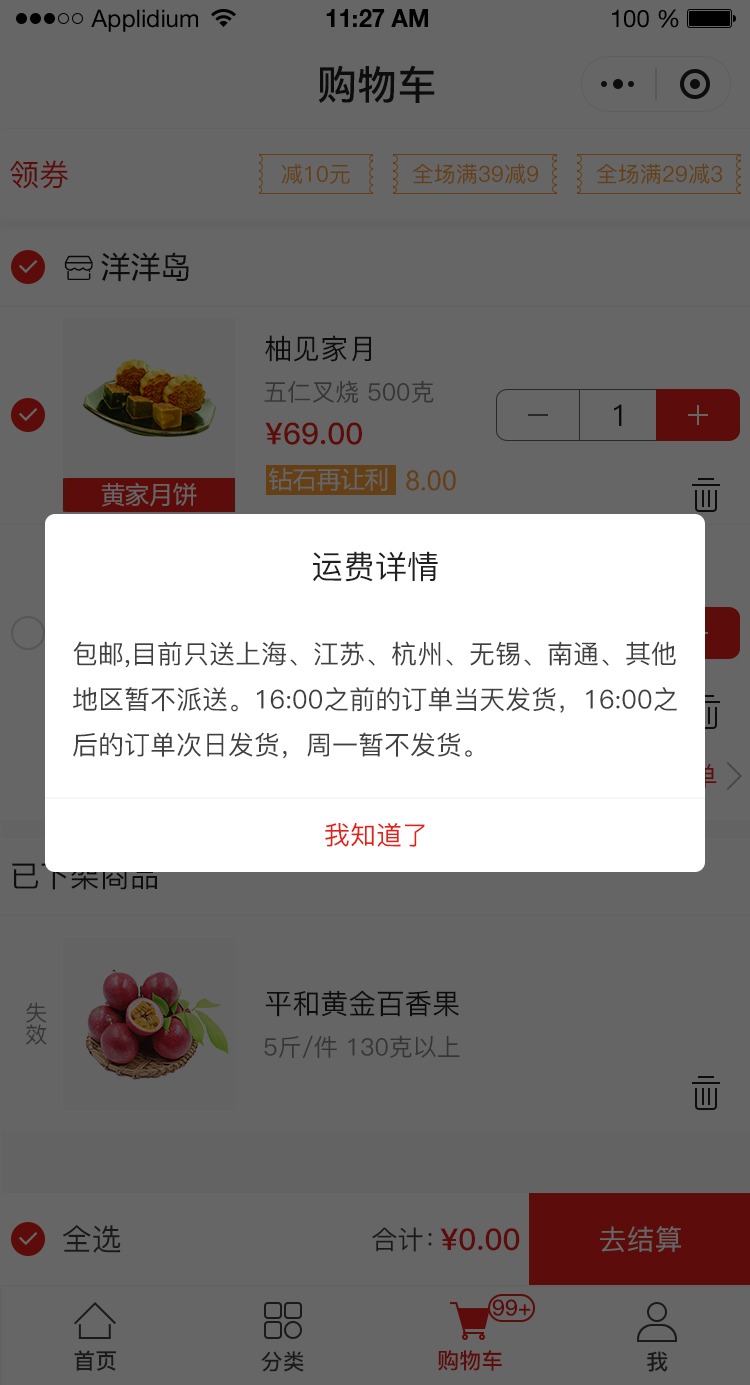 Applidium 11:27 AM 100 %
购物车
领券 减10元 全场满39减9 全场满29减3
洋洋岛
柚见家月
五仁叉烧 500克
¥69.00
1
钻石再让利 8.00
黄家月饼
运费详情
包邮,目前只送上海、江苏、杭州、无锡、南通、其他
地区暂不派送。16:00之前的订单当天发货，16:00之
后的订单次日发货，周一暂不发货。
单
我知道了
已下架商品
失效
平和黄金百香果
5斤/件 130克以上
全选 合计: ¥0.00 去结算
99+
首页 分类 购物车 我